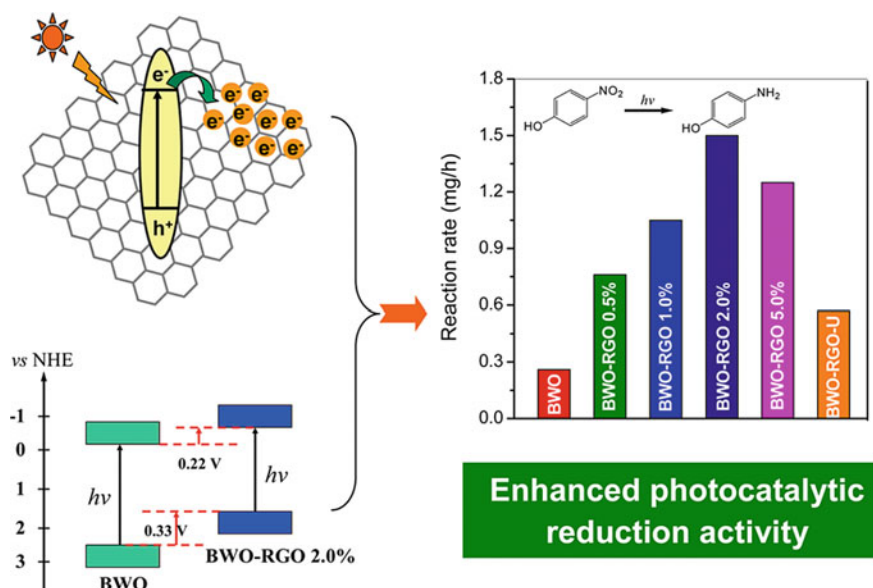 e-
e- e- e- e- e- e- e- e- e- e-
h+
vs NHE
-1
0
1
2
3
hν
0.22 V
hν
0.33 V
BWO
BWO-RGO 2.0%
Reaction rate (mg/h)
1.8
1.5
1.2
0.9
0.6
0.3
0.0
NO2
HO
hν
NH2
HO
BWO
BWO-RGO 0.5%
BWO-RGO 1.0%
BWO-RGO 2.0%
BWO-RGO 5.0%
BWO-RGO-U
Enhanced photocatalytic
reduction activity